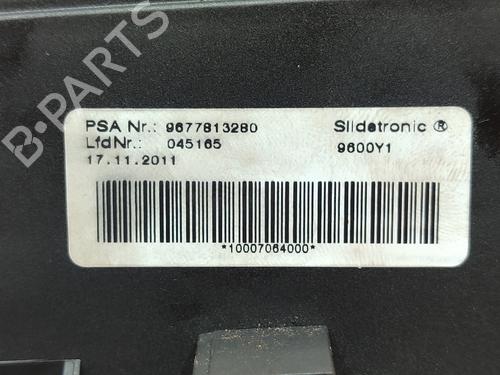 B-PARTS
PSA Nr.: 9677813280 Slidetronic ®
LfdNr.: 045165 9600Y1
17.11.2011
*10007064000*